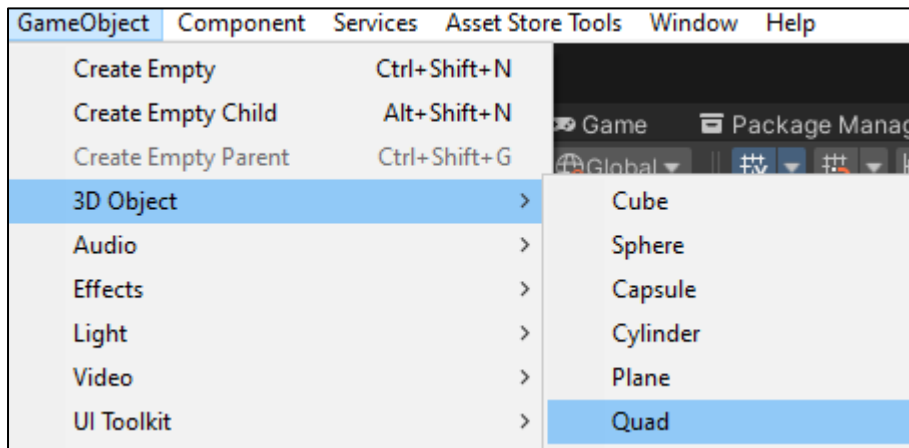 GameObject Component Services Asset Store Tools Window Help
Create Empty Ctrl+Shift+N
Create Empty Child Alt+Shift+N
Game Package Manag
Create Empty Parent Ctrl+Shift+G
Global
3D Object >
Cube
Audio >
Sphere
Effects >
Capsule
Light >
Cylinder
Video >
Plane
UI Toolkit >
Quad